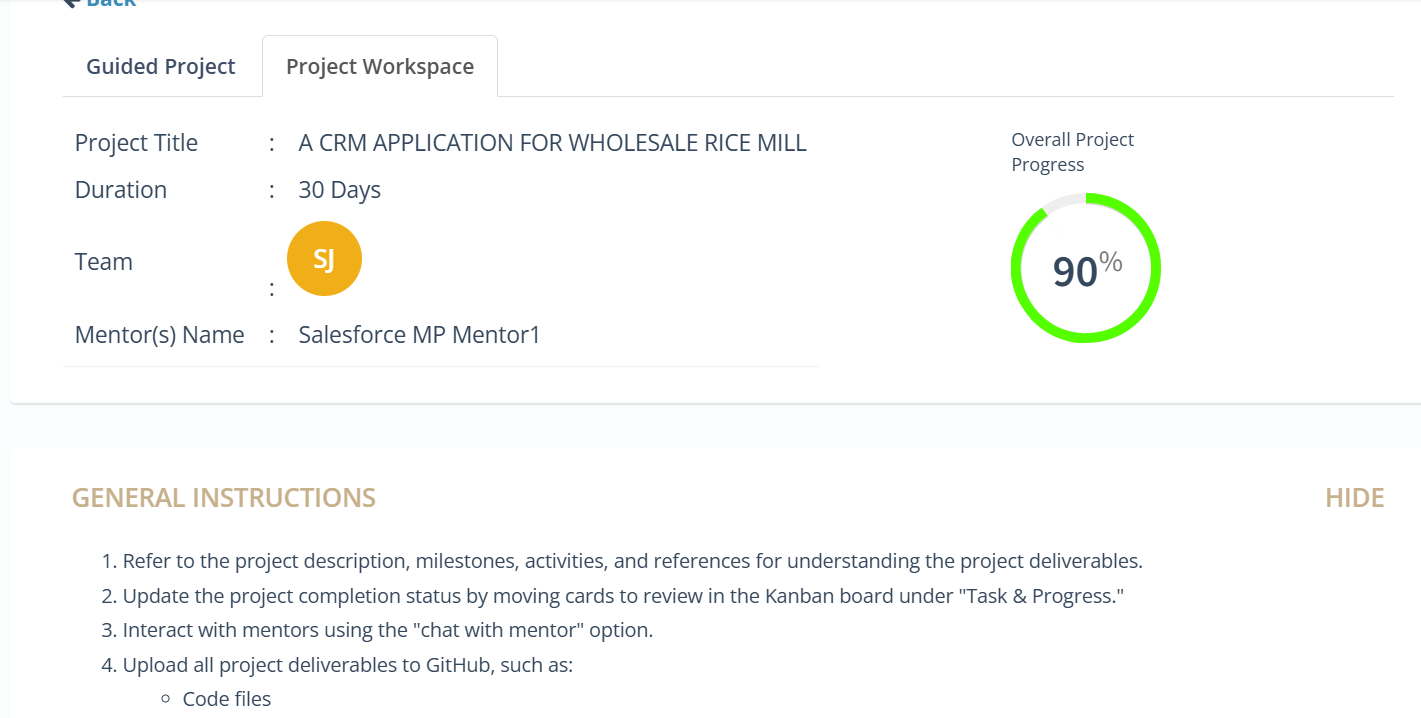 Back
Guided Project
Project Workspace
Project Title : A CRM APPLICATION FOR WHOLESALE RICE MILL
Overall Project
Progress
Duration : 30 Days
SJ
Team :
90%
Mentor(s) Name : Salesforce MP Mentor1
GENERAL INSTRUCTIONS
HIDE
1. Refer to the project description, milestones, activities, and references for understanding the project deliverables.
2. Update the project completion status by moving cards to review in the Kanban board under "Task & Progress."
3. Interact with mentors using the "chat with mentor" option.
4. Upload all project deliverables to GitHub, such as:
Code files